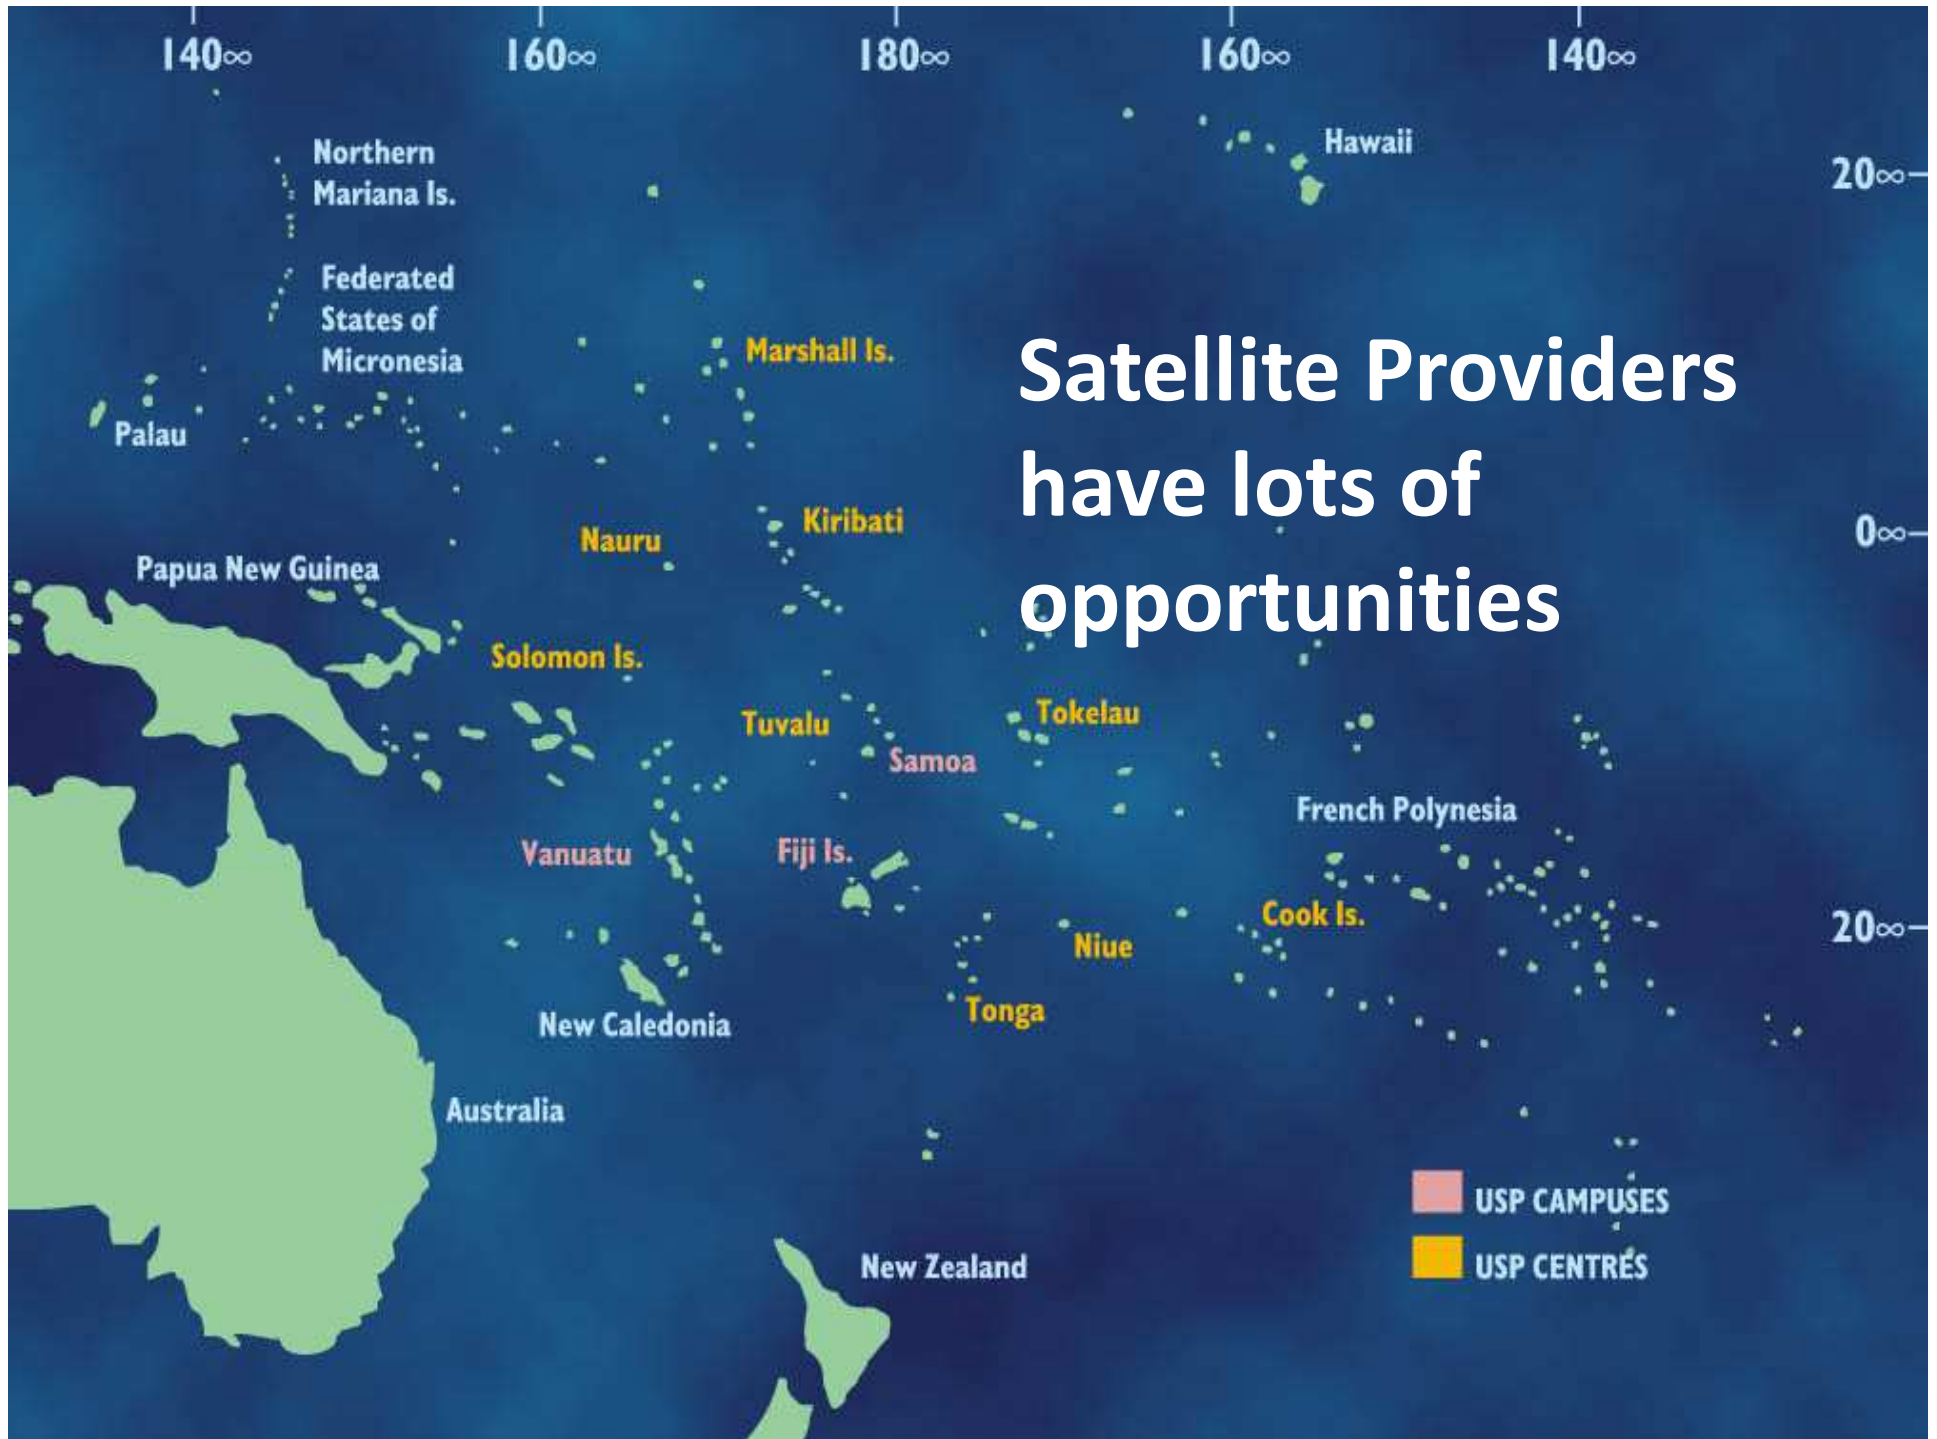 140∞ 160∞ 180∞ 160∞ 140∞
Hawaii
Northern
Mariana Is.
20∞
Federated
States of
Micronesia
Marshall Is.
Satellite Providers
have lots of
opportunities
Palau
Kiribati
Nauru
0∞
Papua New Guinea
Solomon Is.
Tuvalu
Tokelau
Samoa
French Polynesia
Vanuatu
Fiji Is.
Cook Is.
Niue
20∞
Tonga
New Caledonia
Australia
USP CAMPUSES
USP CENTRES
New Zealand